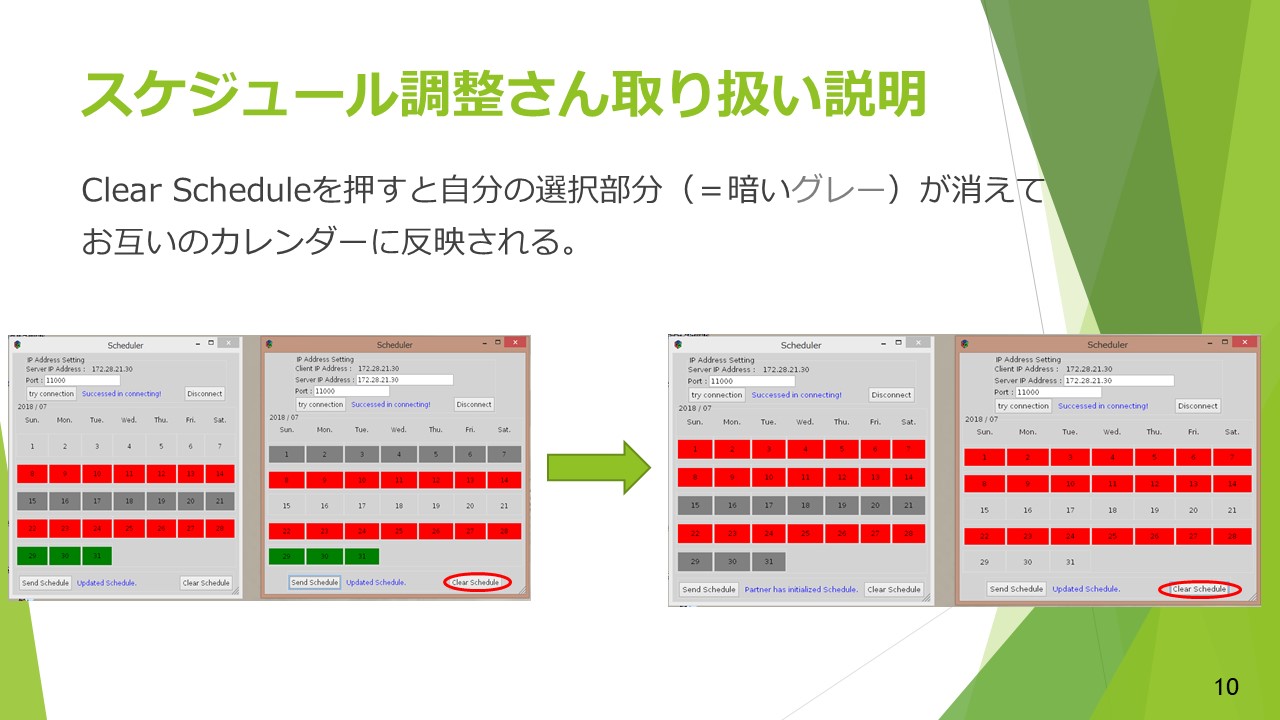 スケジュール調整さん取り扱い説明
Clear Scheduleを押すと自分の選択部分（＝暗いグレー）が消えて
お互いのカレンダーに反映される。
Scheduler
IP Address Setting
Server IP Address : 172.28.21.30
Port : 11000
try connection Successed in connecting! Disconnect
2018 / 07
Sun. Mon. Tue. Wed. Thu. Fri. Sat.
1 2 3 4 5 6 7
8 9 10 11 12 13 14
15 16 17 18 19 20 21
22 23 24 25 26 27 28
29 30 31
Send Schedule Updated Schedule. Clear Schedule
Scheduler
IP Address Setting
Client IP Address : 172.28.21.30
Server IP Address : 172.28.21.30
Port : 11000
try connection Successed in connecting! Disconnect
2018 / 07
Sun. Mon. Tue. Wed. Thu. Fri. Sat.
1 2 3 4 5 6 7
8 9 10 11 12 13 14
15 16 17 18 19 20 21
22 23 24 25 26 27 28
29 30 31
Send Schedule Updated Schedule. Clear Schedule
Scheduler
IP Address Setting
Server IP Address : 172.28.21.30
Port : 11000
try connection Successed in connecting! Disconnect
2018 / 07
Sun. Mon. Tue. Wed. Thu. Fri. Sat.
1 2 3 4 5 6 7
8 9 10 11 12 13 14
15 16 17 18 19 20 21
22 23 24 25 26 27 28
29 30 31
Send Schedule Partner has initialized Schedule. Clear Schedule
Scheduler
IP Address Setting
Client IP Address : 172.28.21.30
Server IP Address : 172.28.21.30
Port : 11000
try connection Successed in connecting! Disconnect
2018 / 07
Sun. Mon. Tue. Wed. Thu. Fri. Sat.
1 2 3 4 5 6 7
8 9 10 11 12 13 14
15 16 17 18 19 20 21
22 23 24 25 26 27 28
29 30 31
Send Schedule Updated Schedule. Clear Schedule
10